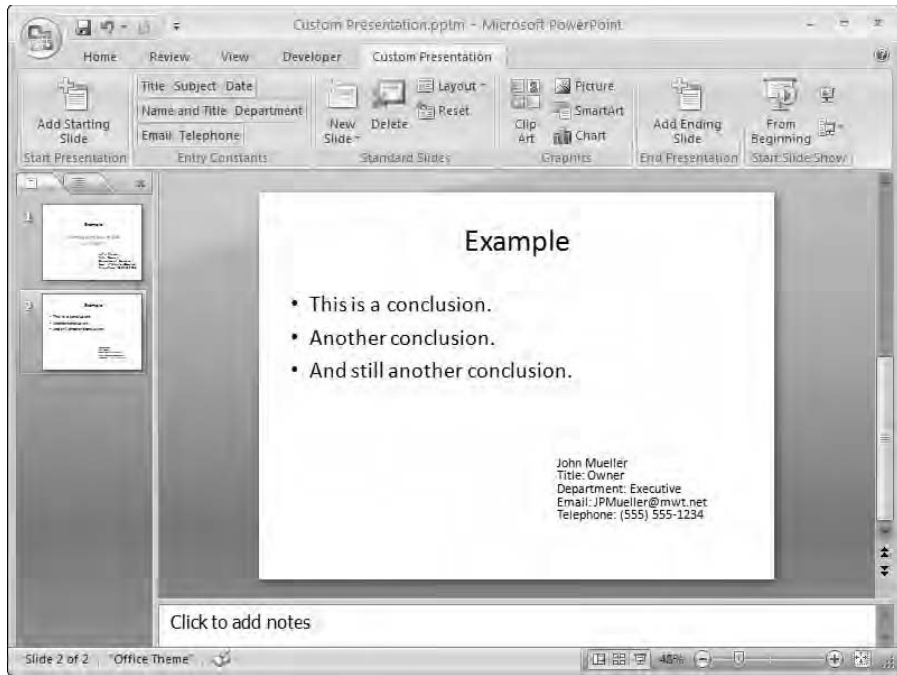 Custom Presentation.pptm - Microsoft PowerPoint
Home Review View Developer Custom Presentation
Add Starting Slide
Start Presentation
Title Subject Date
Name and Title Department
Email Telephone
Entry Constants
New Slide
Delete
Layout
Reset
Standard Slides
Clip Art
Picture
SmartArt
Chart
Graphics
Add Ending Slide
End Presentation
From Beginning
Start Slide Show
1
Example
2
Example
Example
• This is a conclusion.
• Another conclusion.
• And still another conclusion.
John Mueller
Title: Owner
Department: Executive
Email: JPMueller@mwt.net
Telephone: (555) 555-1234
Click to add notes
Slide 2 of 2 "Office Theme" 48%